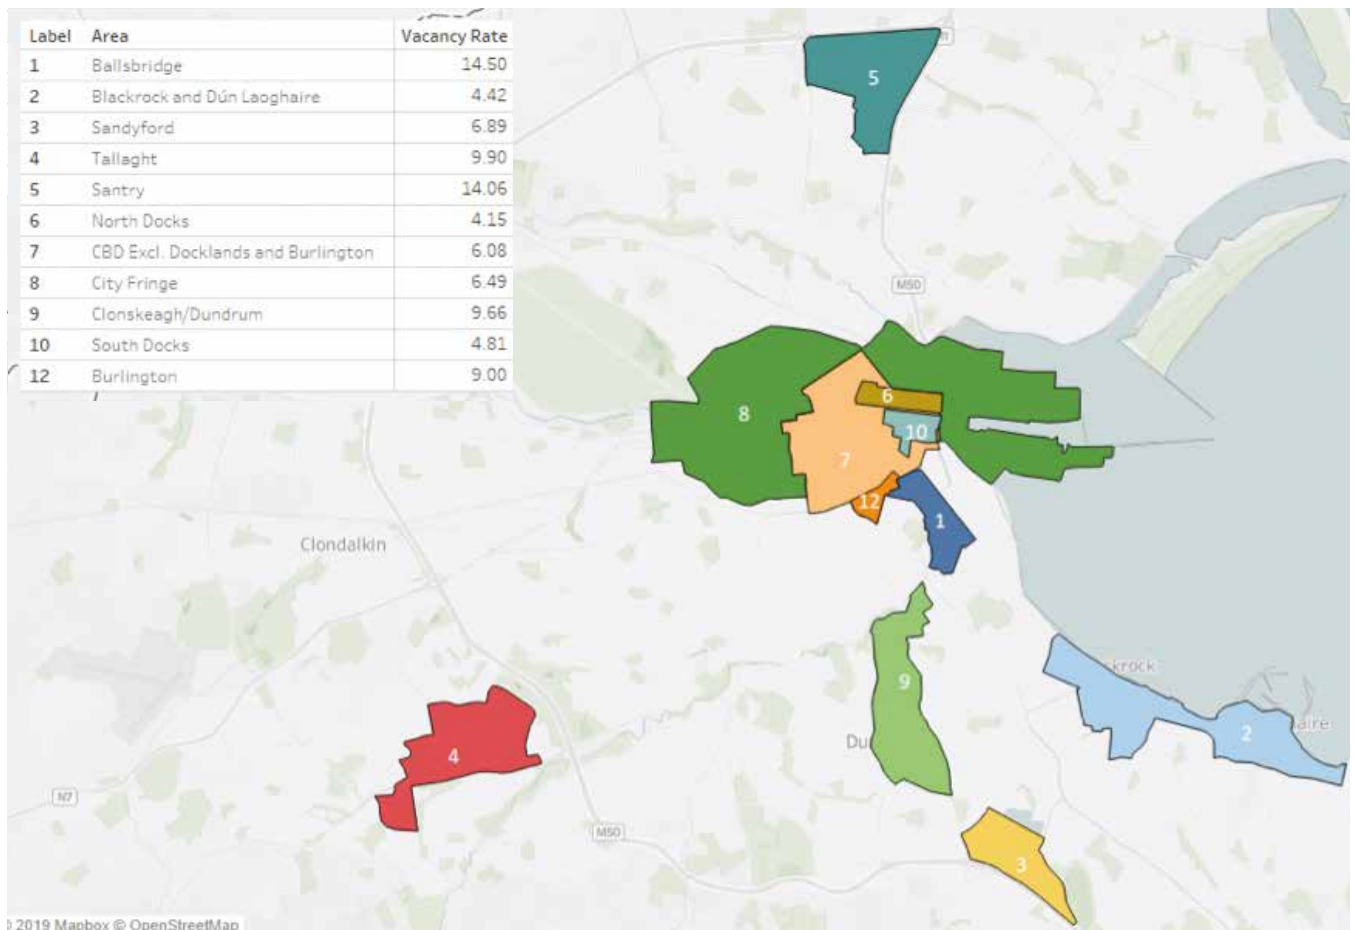 Label Area Vacancy Rate
1 Ballsbridge 14.50
2 Blackrock and Dún Laoghaire 4.42
3 Sandyford 6.89
4 Tallaght 9.90
5 Santry 14.06
6 North Docks 4.15
7 CBD Excl. Docklands and Burlington 6.08
8 City Fringe 6.49
9 Clonskeagh/Dundrum 9.66
10 South Docks 4.81
12 Burlington 9.00
5
M50
6
8
10
7
12
1
Clondalkin
ckrock
9
2
aire
Du
4
N7
M50
3
© 2019 Mapbox © OpenStreetMap